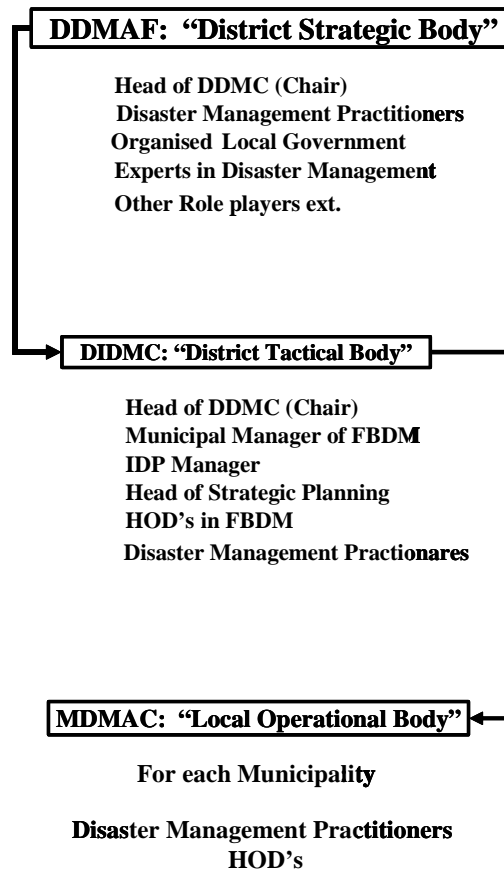 DDMAF: “District Strategic Body”
Head of DDMC (Chair)
Disaster Management Practitioners
Organised Local Government
Experts in Disaster Management
Other Role players ext.
DIDMC: “District Tactical Body”
Head of DDMC (Chair)
Municipal Manager of FBDM
IDP Manager
Head of Strategic Planning
HOD's in FBDM
Disaster Management Practionares
MDMAC: “Local Operational Body”
For each Municipality
Disaster Management Practitioners
HOD's